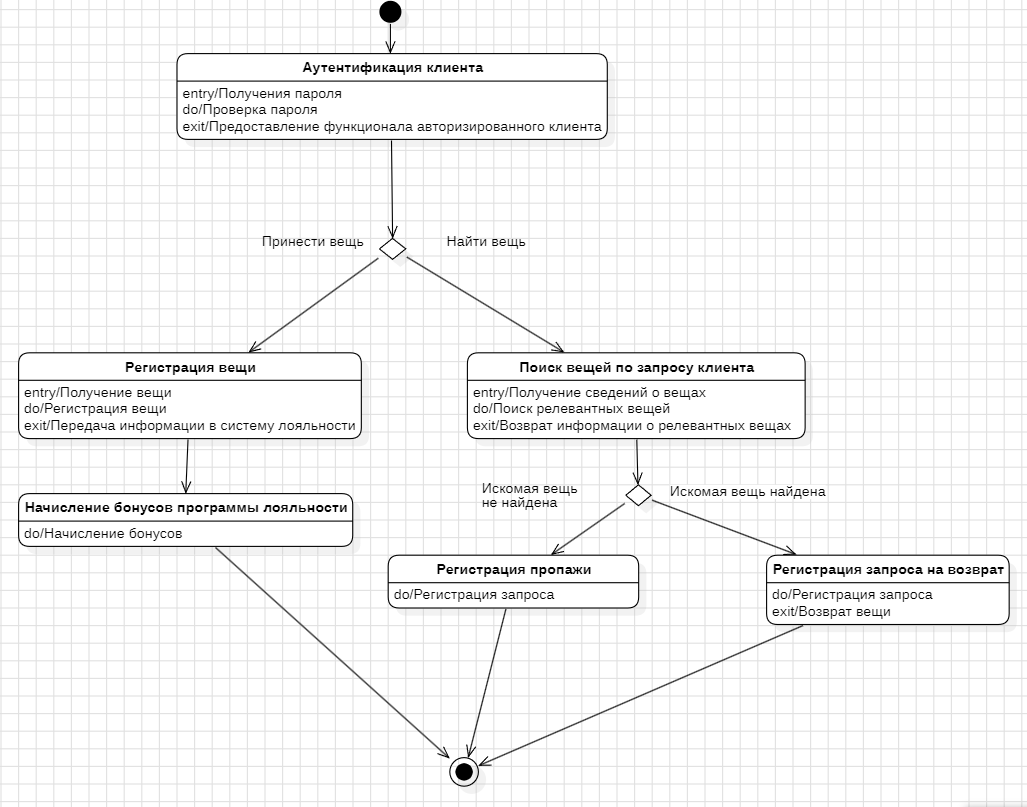 Аутентификация клиента
entry/Получения пароля
do/Проверка пароля
exit/Предоставление функционала авторизированного клиента
Принести вещь
Найти вещь
Регистрация вещи
entry/Получение вещи
do/Регистрация вещи
exit/Передача информации в систему лояльности
Поиск вещей по запросу клиента
entry/Получение сведений о вещах
do/Поиск релевантных вещей
exit/Возврат информации о релевантных вещах
Начисление бонусов программы лояльности
do/Начисление бонусов
Искомая вещь
не найдена
Искомая вещь найдена
Регистрация пропажи
do/Регистрация запроса
Регистрация запроса на возврат
do/Регистрация запроса
exit/Возврат вещи